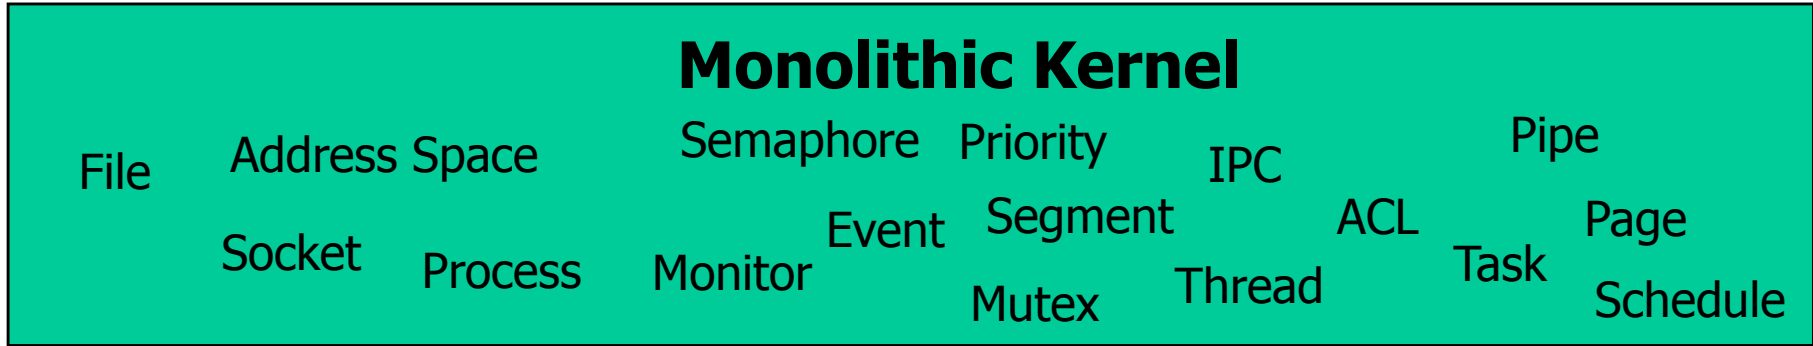 Monolithic Kernel
File
Address Space
Semaphore
Priority
IPC
Pipe
Socket
Process
Monitor
Event
Segment
Mutex
Thread
ACL
Task
Page
Schedule